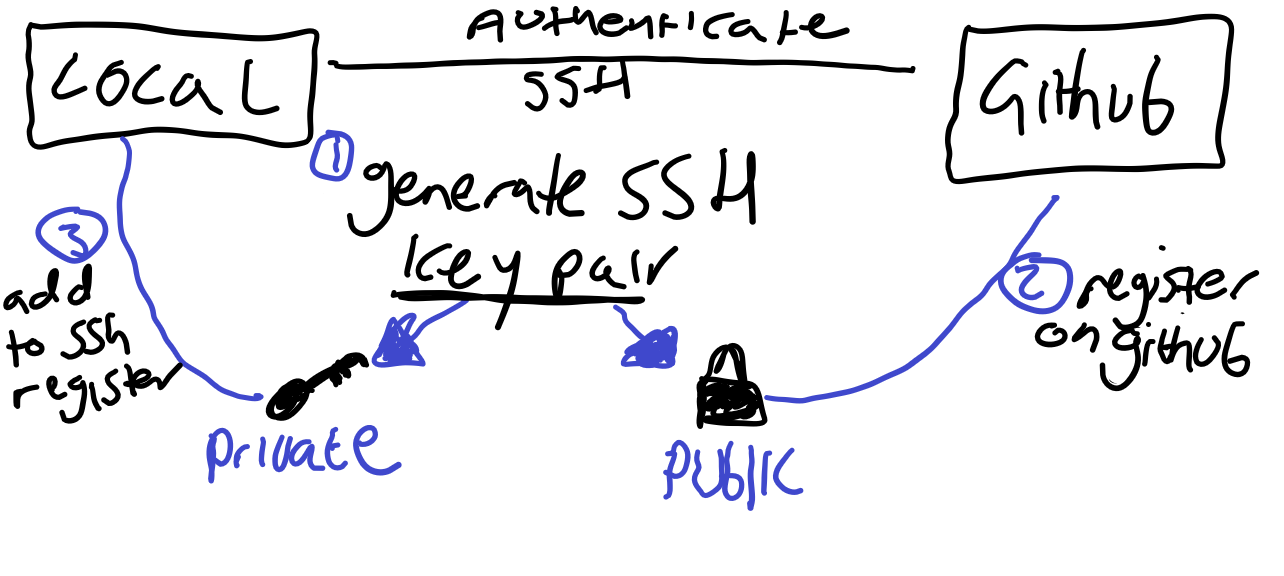 Authenticate
Local
SSH
Github
1
generate SSH
key pair
3
add
to SSH
register
2
register
on github
Private
Public